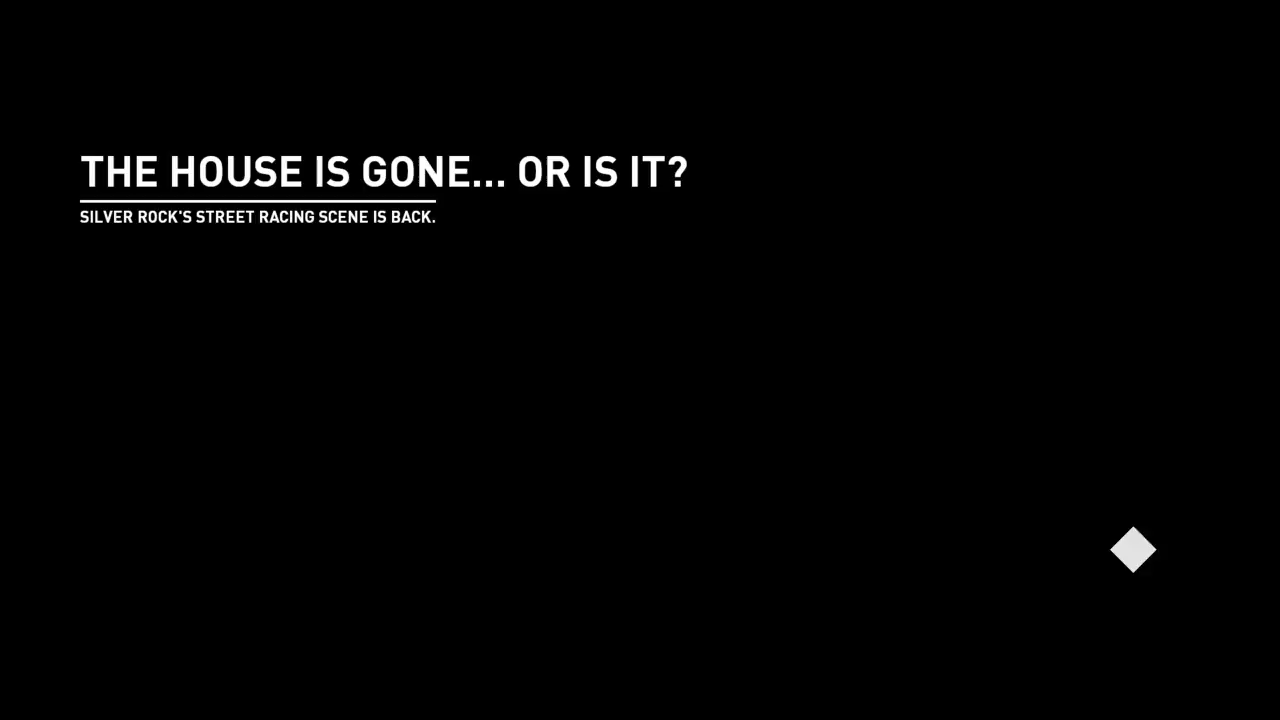 THE HOUSE IS GONE... OR IS IT?
SILVER ROCK'S STREET RACING SCENE IS BACK.